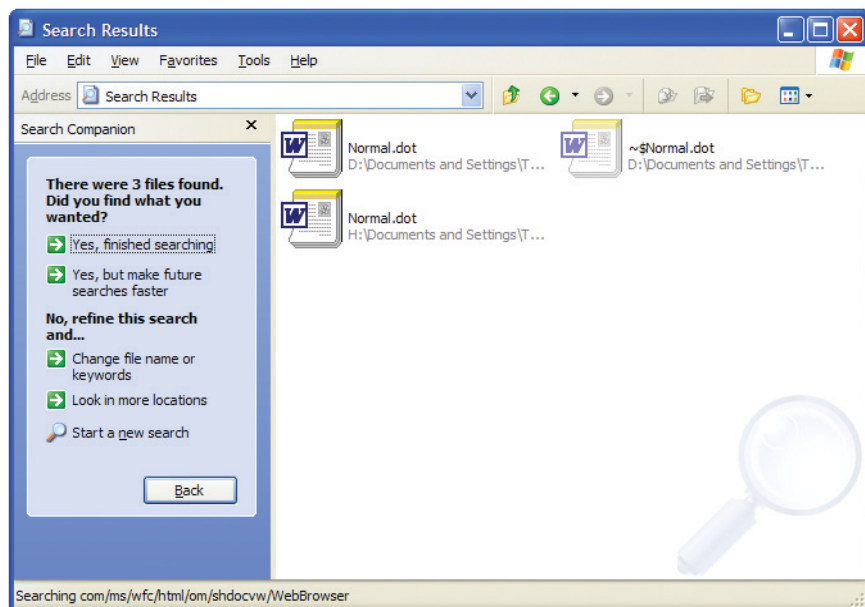 Search Results
File Edit View Favorites Tools Help
Address Search Results
Search Companion
There were 3 files found.
Did you find what you
wanted?
Yes, finished searching
Yes, but make future
searches faster
No, refine this search
and...
Change file name or
keywords
Look in more locations
Start a new search
Back
Normal.dot
D:\Documents and Settings\T...
~$Normal.dot
D:\Documents and Settings\T...
Normal.dot
H:\Documents and Settings\T...
Searching com/ms/wfc/html/om/shdocvw/WebBrowser